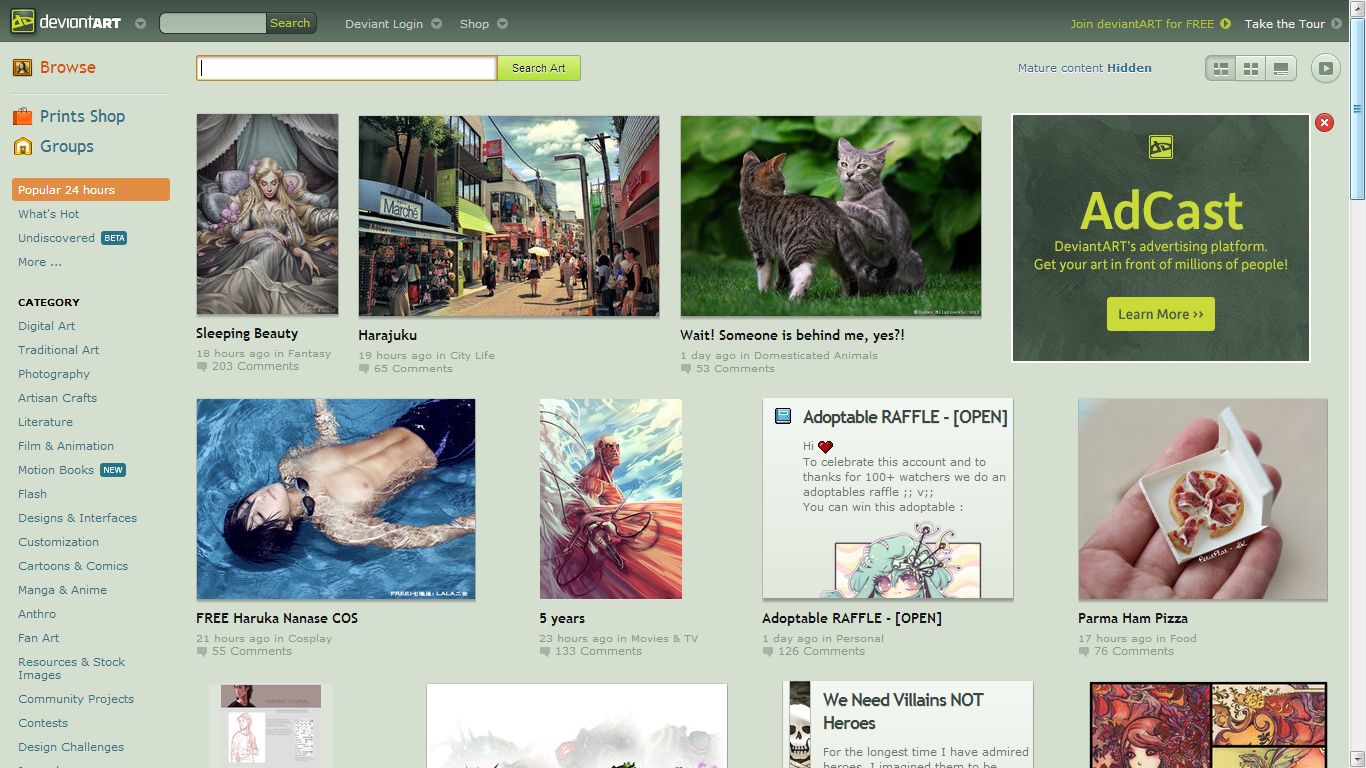 deviantART
Search
Deviant Login
Shop
Join deviantART for FREE
Take the Tour
Browse
Search Art
Mature content Hidden
Prints Shop
Groups
Popular 24 hours
What's Hot
Undiscovered BETA
More ...
CATEGORY
Digital Art
Traditional Art
Photography
Artisan Crafts
Literature
Film & Animation
Motion Books NEW
Flash
Designs & Interfaces
Customization
Cartoons & Comics
Manga & Anime
Anthro
Fan Art
Resources & Stock
Images
Community Projects
Contests
Design Challenges
Sleeping Beauty
18 hours ago in Fantasy
203 Comments
Marché
Harajuku
19 hours ago in City Life
65 Comments
Wait! Someone is behind me, yes?!
1 day ago in Domesticated Animals
53 Comments
AdCast
DeviantART's advertising platform.
Get your art in front of millions of people!
Learn More >>
FREE Haruka Nanase COS
21 hours ago in Cosplay
55 Comments
5 years
23 hours ago in Movies & TV
133 Comments
Adoptable RAFFLE - [OPEN]
Hi
To celebrate this account and to
thanks for 100+ watchers we do an
adoptables raffle ;; v;;
You can win this adoptable :
Adoptable RAFFLE - [OPEN]
1 day ago in Personal
126 Comments
Parma Ham Pizza
17 hours ago in Food
76 Comments
We Need Villains NOT
Heroes
For the longest time I have admired
heroes. I imagined them to be